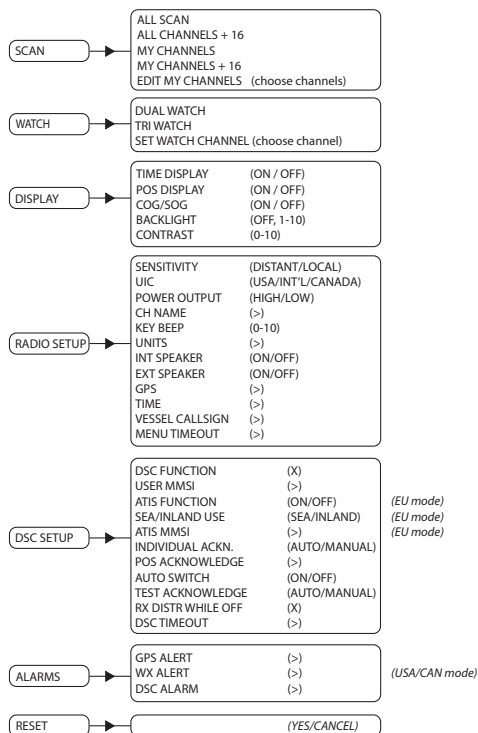 SCAN
ALL SCAN
ALL CHANNELS + 16
MY CHANNELS
MY CHANNELS + 16
EDIT MY CHANNELS (choose channels)
WATCH
DUAL WATCH
TRI WATCH
SET WATCH CHANNEL (choose channel)
DISPLAY
TIME DISPLAY (ON / OFF)
POS DISPLAY (ON / OFF)
COG/SOG (ON / OFF)
BACKLIGHT (OFF, 1-10)
CONTRAST (0-10)
RADIO SETUP
SENSITIVITY (DISTANT/LOCAL)
UIC (USA/INT'L/CANADA)
POWER OUTPUT (HIGH/LOW)
CH NAME (>)
KEY BEEP (0-10)
UNITS (>)
INT SPEAKER (ON/OFF)
EXT SPEAKER (ON/OFF)
GPS (>)
TIME (>)
VESSEL CALLSIGN (>)
MENU TIMEOUT (>)
DSC SETUP
DSC FUNCTION (X)
USER MMSI (>)
ATIS FUNCTION (ON/OFF) (EU mode)
SEA/INLAND USE (SEA/INLAND) (EU mode)
ATIS MMSI (>) (EU mode)
INDIVIDUAL ACKN. (AUTO/MANUAL)
POS ACKNOWLEDGE (>)
AUTO SWITCH (ON/OFF)
TEST ACKNOWLEDGE (AUTO/MANUAL)
RX DISTR WHILE OFF (X)
DSC TIMEOUT (>)
ALARMS
GPS ALERT (>)
WX ALERT (>) (USA/CAN mode)
DSC ALARM (>)
RESET (YES/CANCEL)